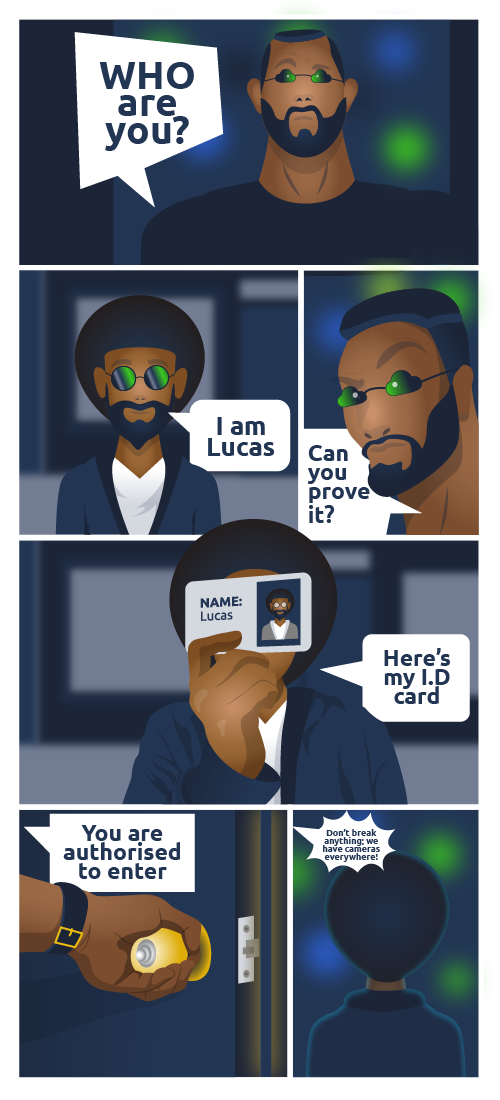 WHO
are
you?
I am
Lucas
Can
you
prove
it?
NAME:
Lucas
Here's
my I.D
card
You are
authorised
to enter
Don't break
anything; we
have cameras
everywhere!